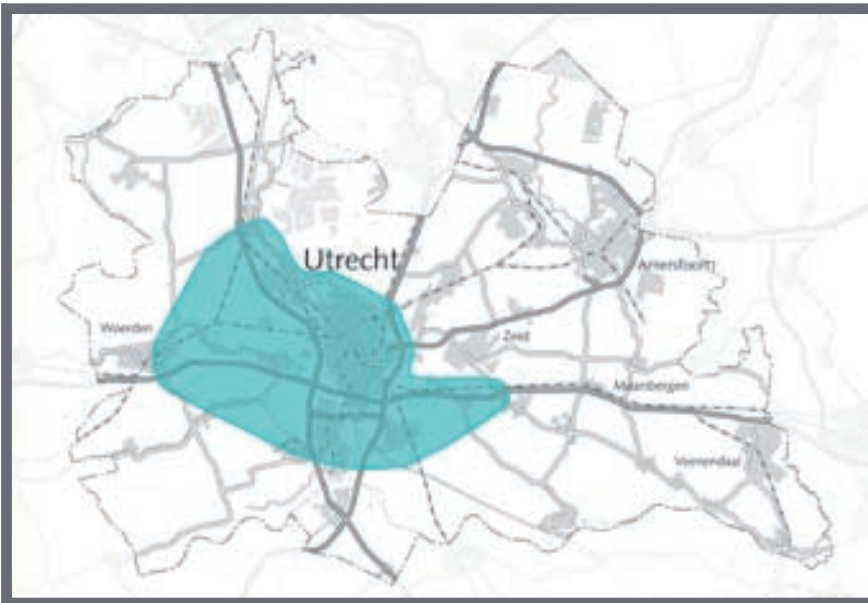 Utrecht
Amersfoort
Woerden
Zeist
Maarsbergen
Veenendaal